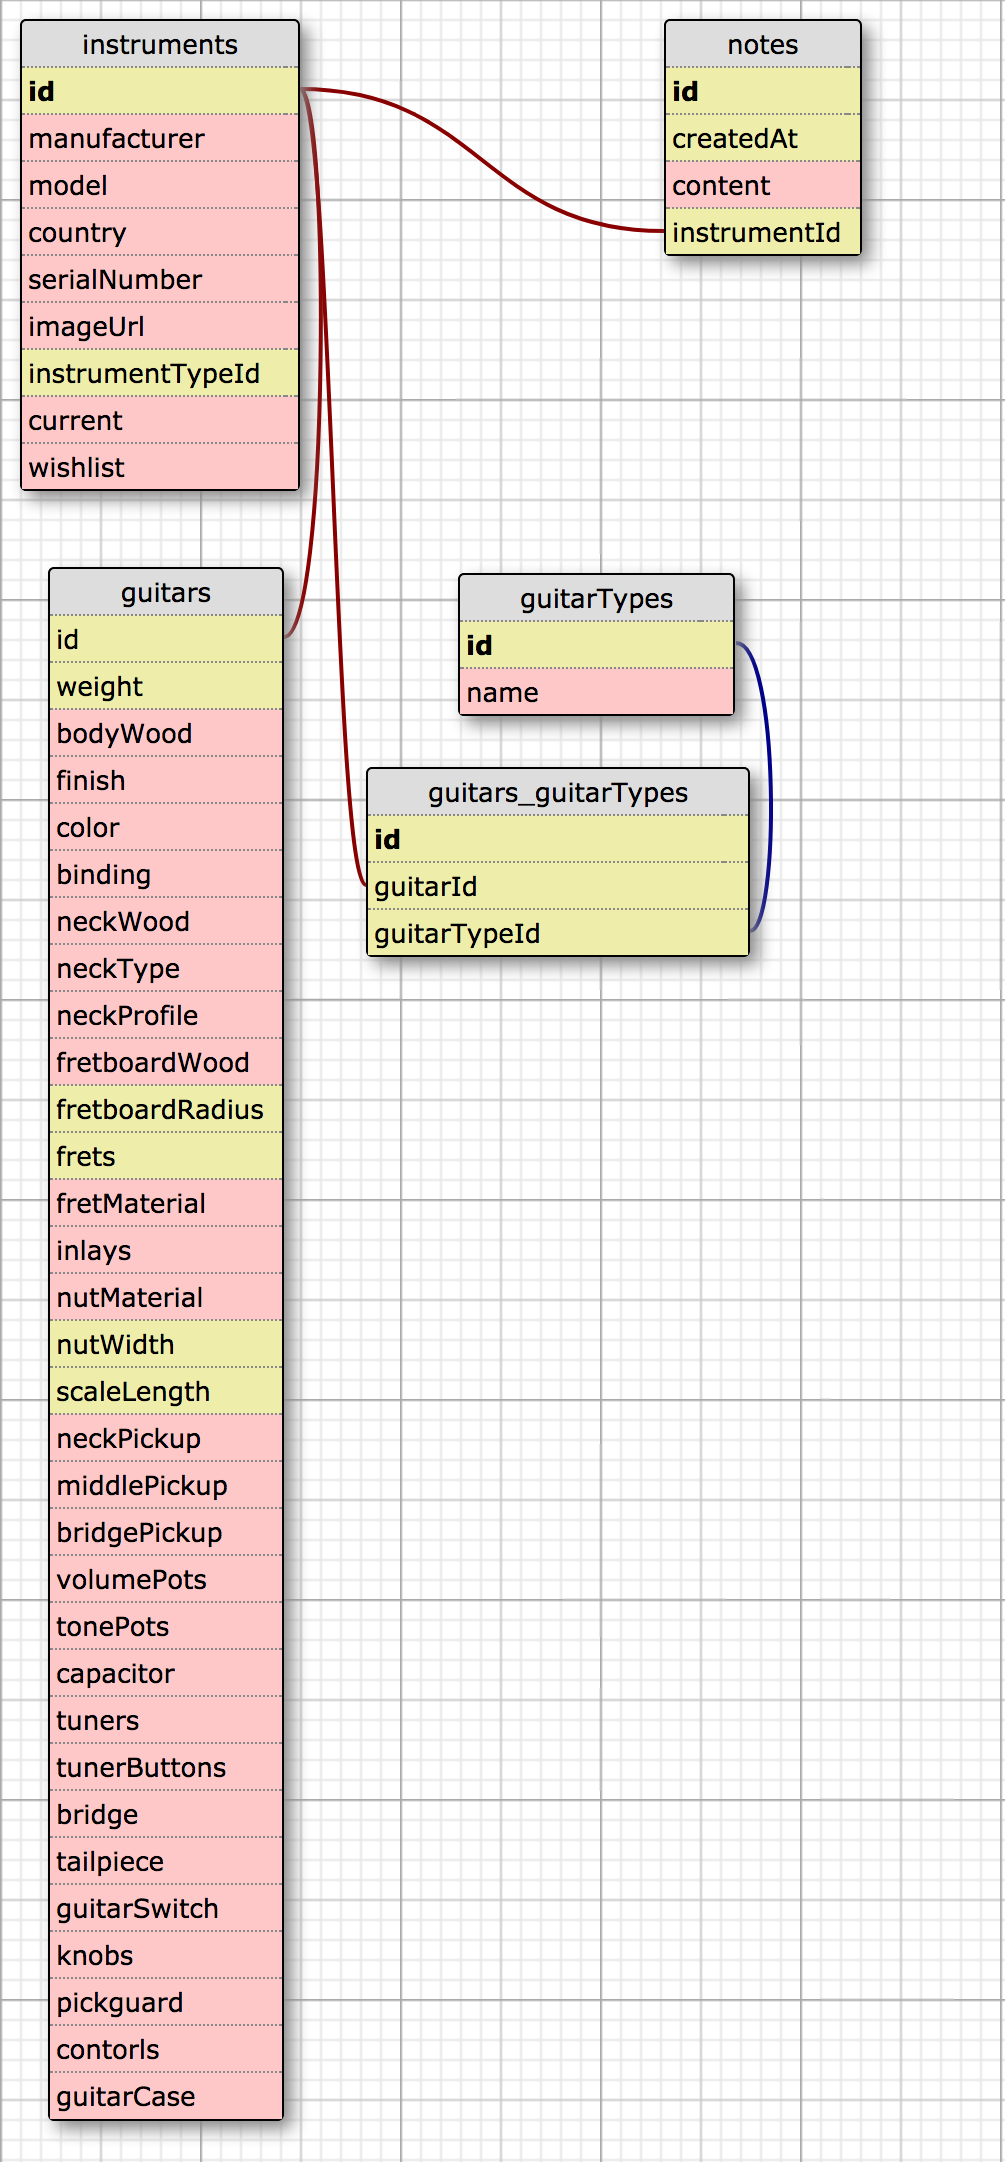 instruments
id
manufacturer
model
country
serialNumber
imageUrl
instrumentTypeId
current
wishlist
notes
id
createdAt
content
instrumentId
guitars
id
weight
bodyWood
finish
color
binding
neckWood
neckType
neckProfile
fretboardWood
fretboardRadius
frets
fretMaterial
inlays
nutMaterial
nutWidth
scaleLength
neckPickup
middlePickup
bridgePickup
volumePots
tonePots
capacitor
tuners
tunerButtons
bridge
tailpiece
guitarSwitch
knobs
pickguard
contorls
guitarCase
guitarTypes
id
name
guitars_guitarTypes
id
guitarId
guitarTypeId